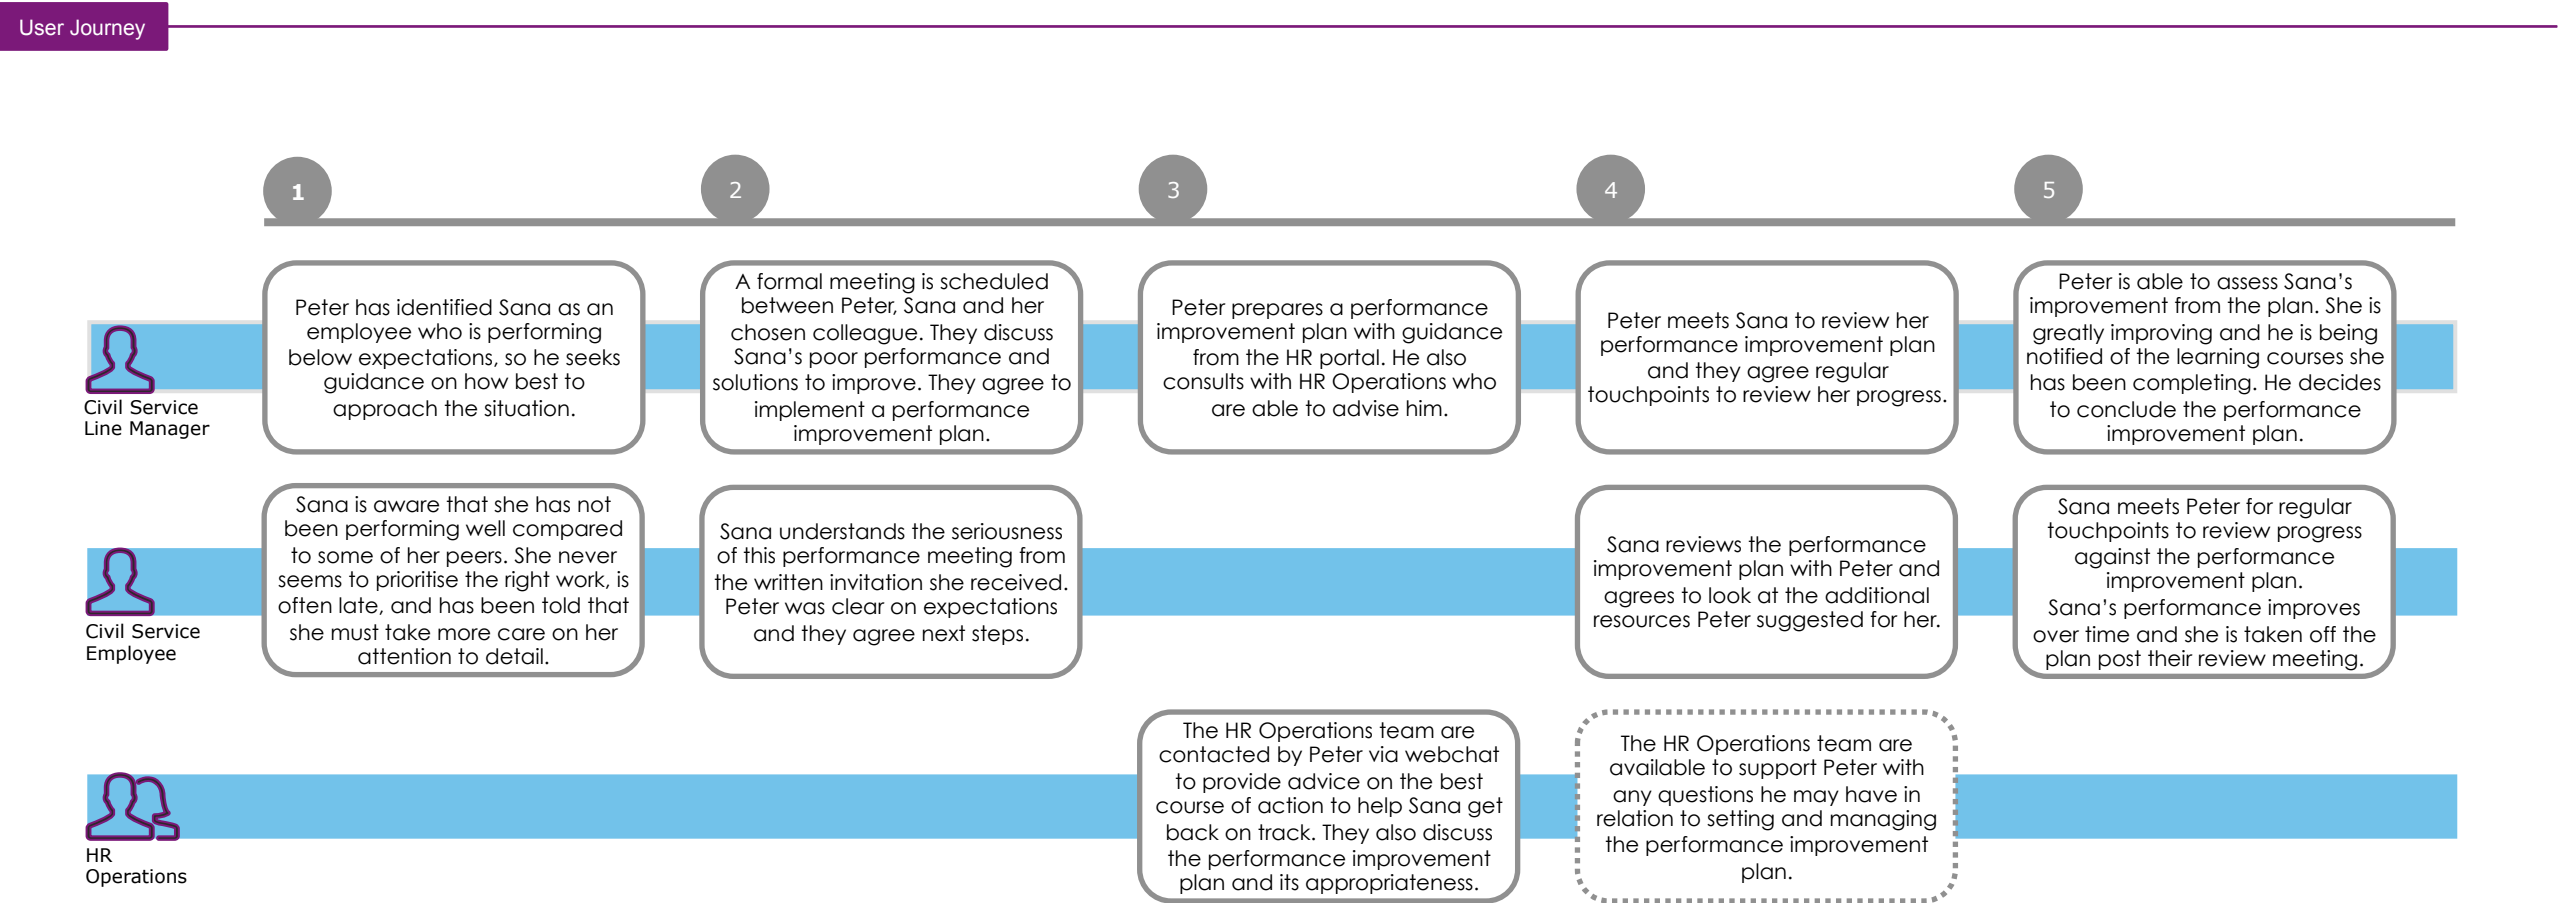 User Journey
1
2
3
4
5
Civil Service
Line Manager
Peter has identified Sana as an
employee who is performing
below expectations, so he seeks
guidance on how best to
approach the situation.
A formal meeting is scheduled
between Peter, Sana and her
chosen colleague. They discuss
Sana’s poor performance and
solutions to improve. They agree to
implement a performance
improvement plan.
Peter prepares a performance
improvement plan with guidance
from the HR portal. He also
consults with HR Operations who
are able to advise him.
Peter meets Sana to review her
performance improvement plan
and they agree regular
touchpoints to review her progress.
Peter is able to assess Sana’s
improvement from the plan. She is
greatly improving and he is being
notified of the learning courses she
has been completing. He decides
to conclude the performance
improvement plan.
Civil Service
Employee
Sana is aware that she has not
been performing well compared
to some of her peers. She never
seems to prioritise the right work, is
often late, and has been told that
she must take more care on her
attention to detail.
Sana understands the seriousness
of this performance meeting from
the written invitation she received.
Peter was clear on expectations
and they agree next steps.
Sana reviews the performance
improvement plan with Peter and
agrees to look at the additional
resources Peter suggested for her.
Sana meets Peter for regular
touchpoints to review progress
against the performance
improvement plan.
Sana’s performance improves
over time and she is taken off the
plan post their review meeting.
HR
Operations
The HR Operations team are
contacted by Peter via webchat
to provide advice on the best
course of action to help Sana get
back on track. They also discuss
the performance improvement
plan and its appropriateness.
The HR Operations team are
available to support Peter with
any questions he may have in
relation to setting and managing
the performance improvement
plan.